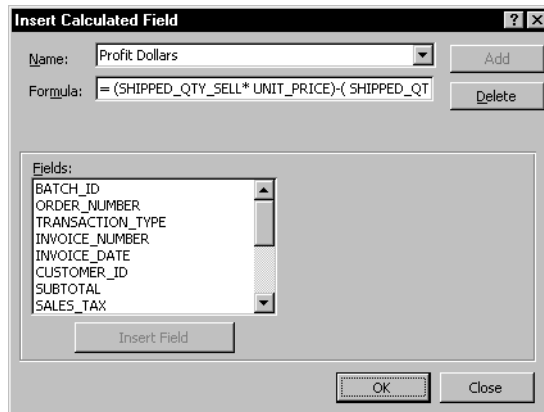 Insert Calculated Field
Name: Profit Dollars Add
Formula: = (SHIPPED_QTY_SELL* UNIT_PRICE)-( SHIPPED_QT Delete
Fields:
BATCH_ID
ORDER_NUMBER
TRANSACTION_TYPE
INVOICE_NUMBER
INVOICE_DATE
CUSTOMER_ID
SUBTOTAL
SALES_TAX
Insert Field
OK Close